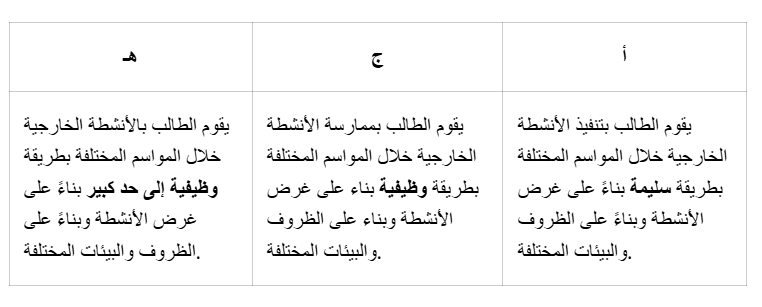 أ
ج
هـ
يقوم الطالب بتنفيذ الأنشطة
الخارجية خلال المواسم المختلفة
بطريقة سليمة بناءً على غرض
الأنشطة وبناءً على الظروف
والبيئات المختلفة.
يقوم الطالب بممارسة الأنشطة
الخارجية خلال المواسم المختلفة
بطريقة وظيفية بناء على غرض
الأنشطة وبناء على الظروف
والبيئات المختلفة.
يقوم الطالب بالأنشطة الخارجية
خلال المواسم المختلفة بطريقة
وظيفية إلى حد كبير بناءً على
غرض الأنشطة وبناءً على
الظروف والبيئات المختلفة.